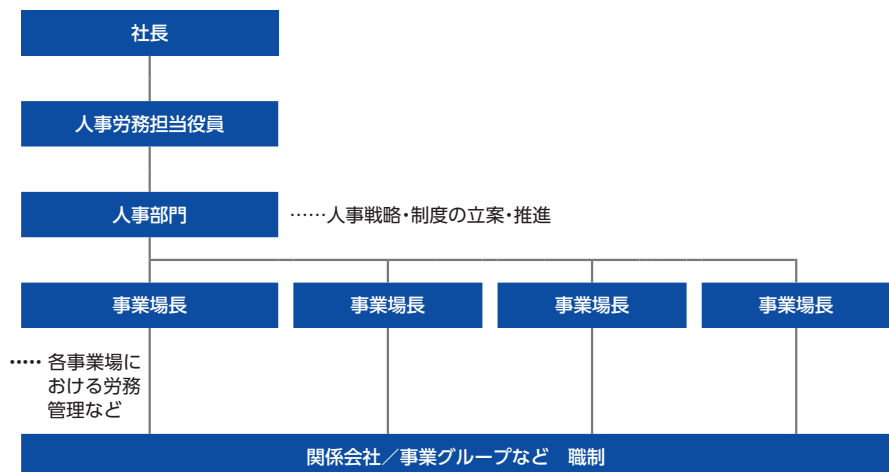 社長
人事労務担当役員
人事部門
……人事戦略・制度の立案・推進
事業場長
事業場長
事業場長
事業場長
…‥ 各事業場に
おける労務
管理など
関係会社／事業グループなど　職制